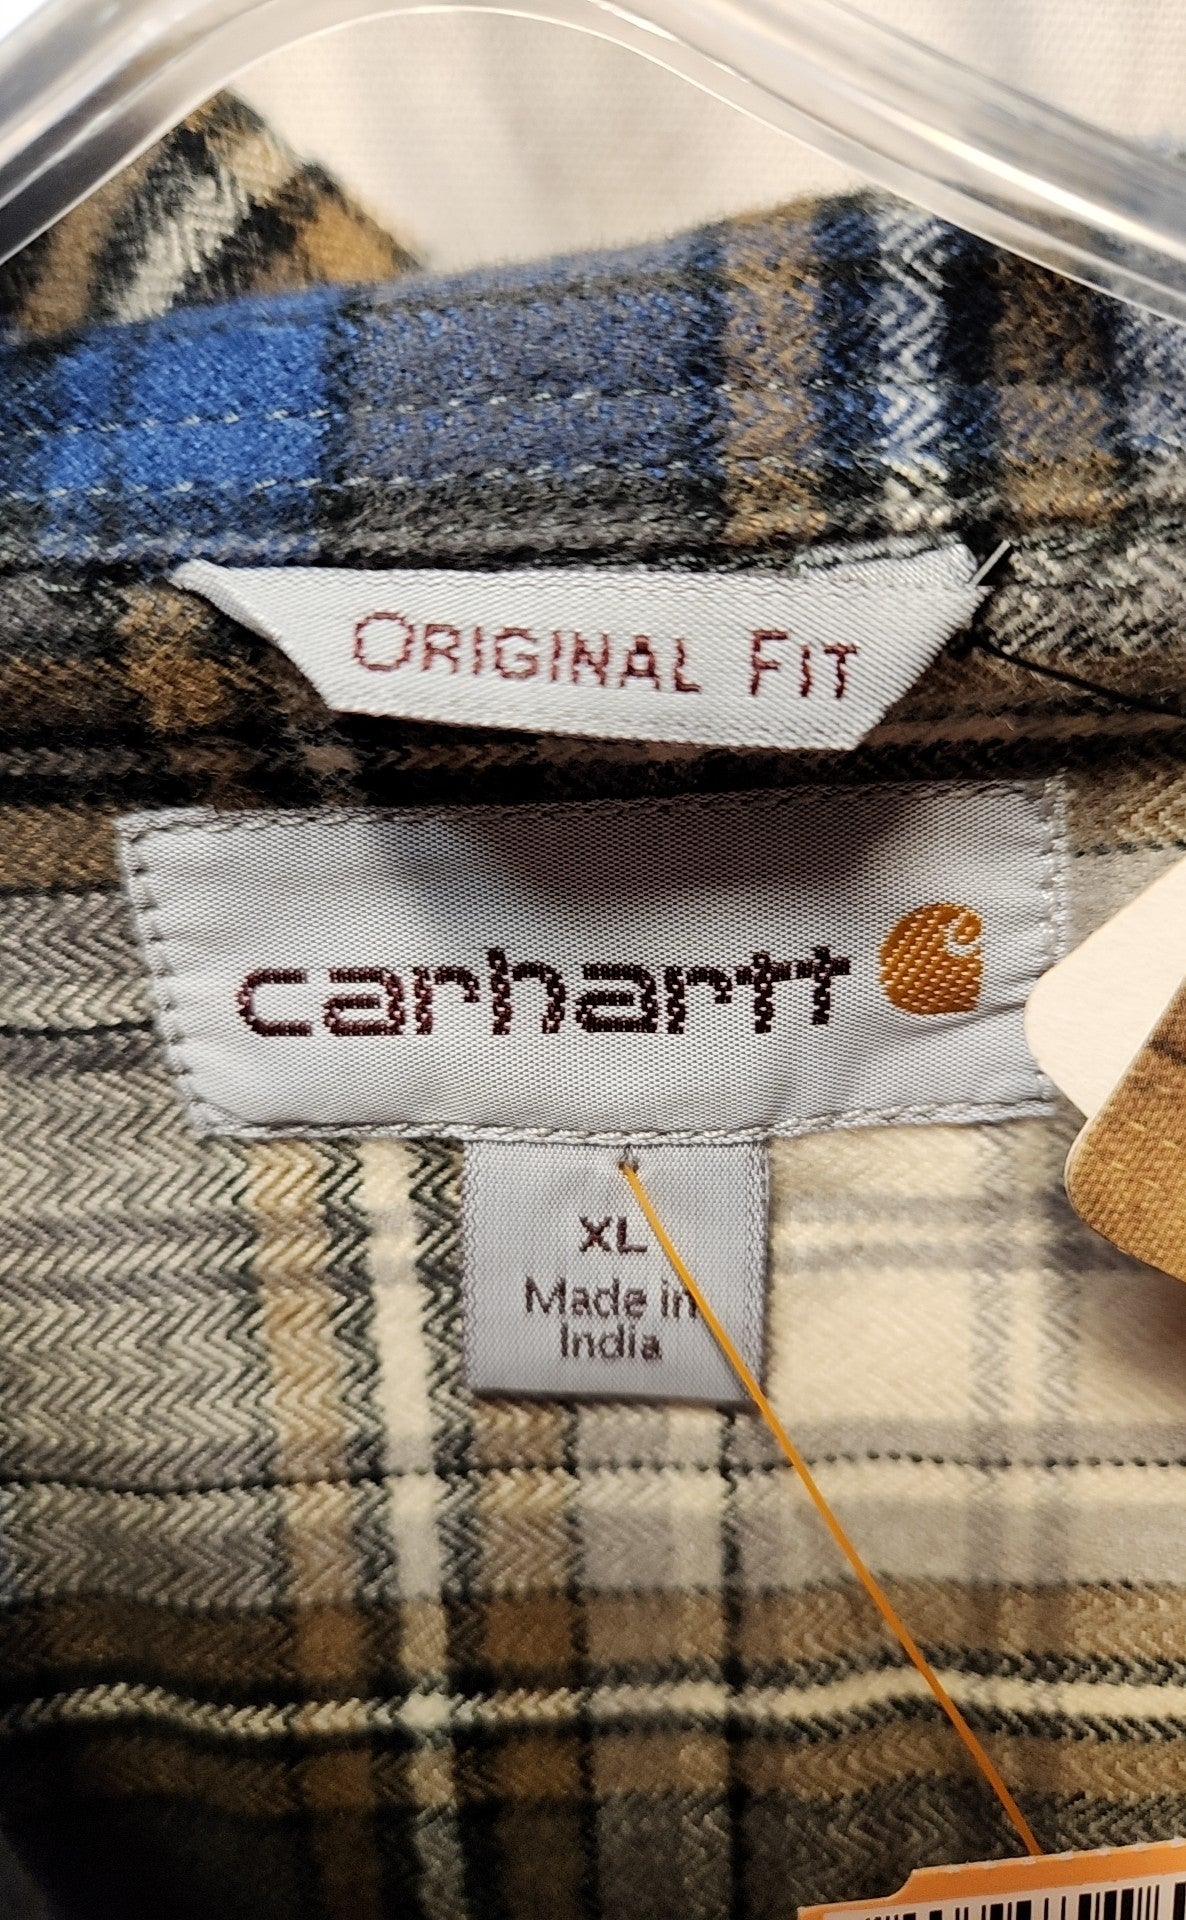 ORIGINAL FIT
carhartt
XL
Made in
India